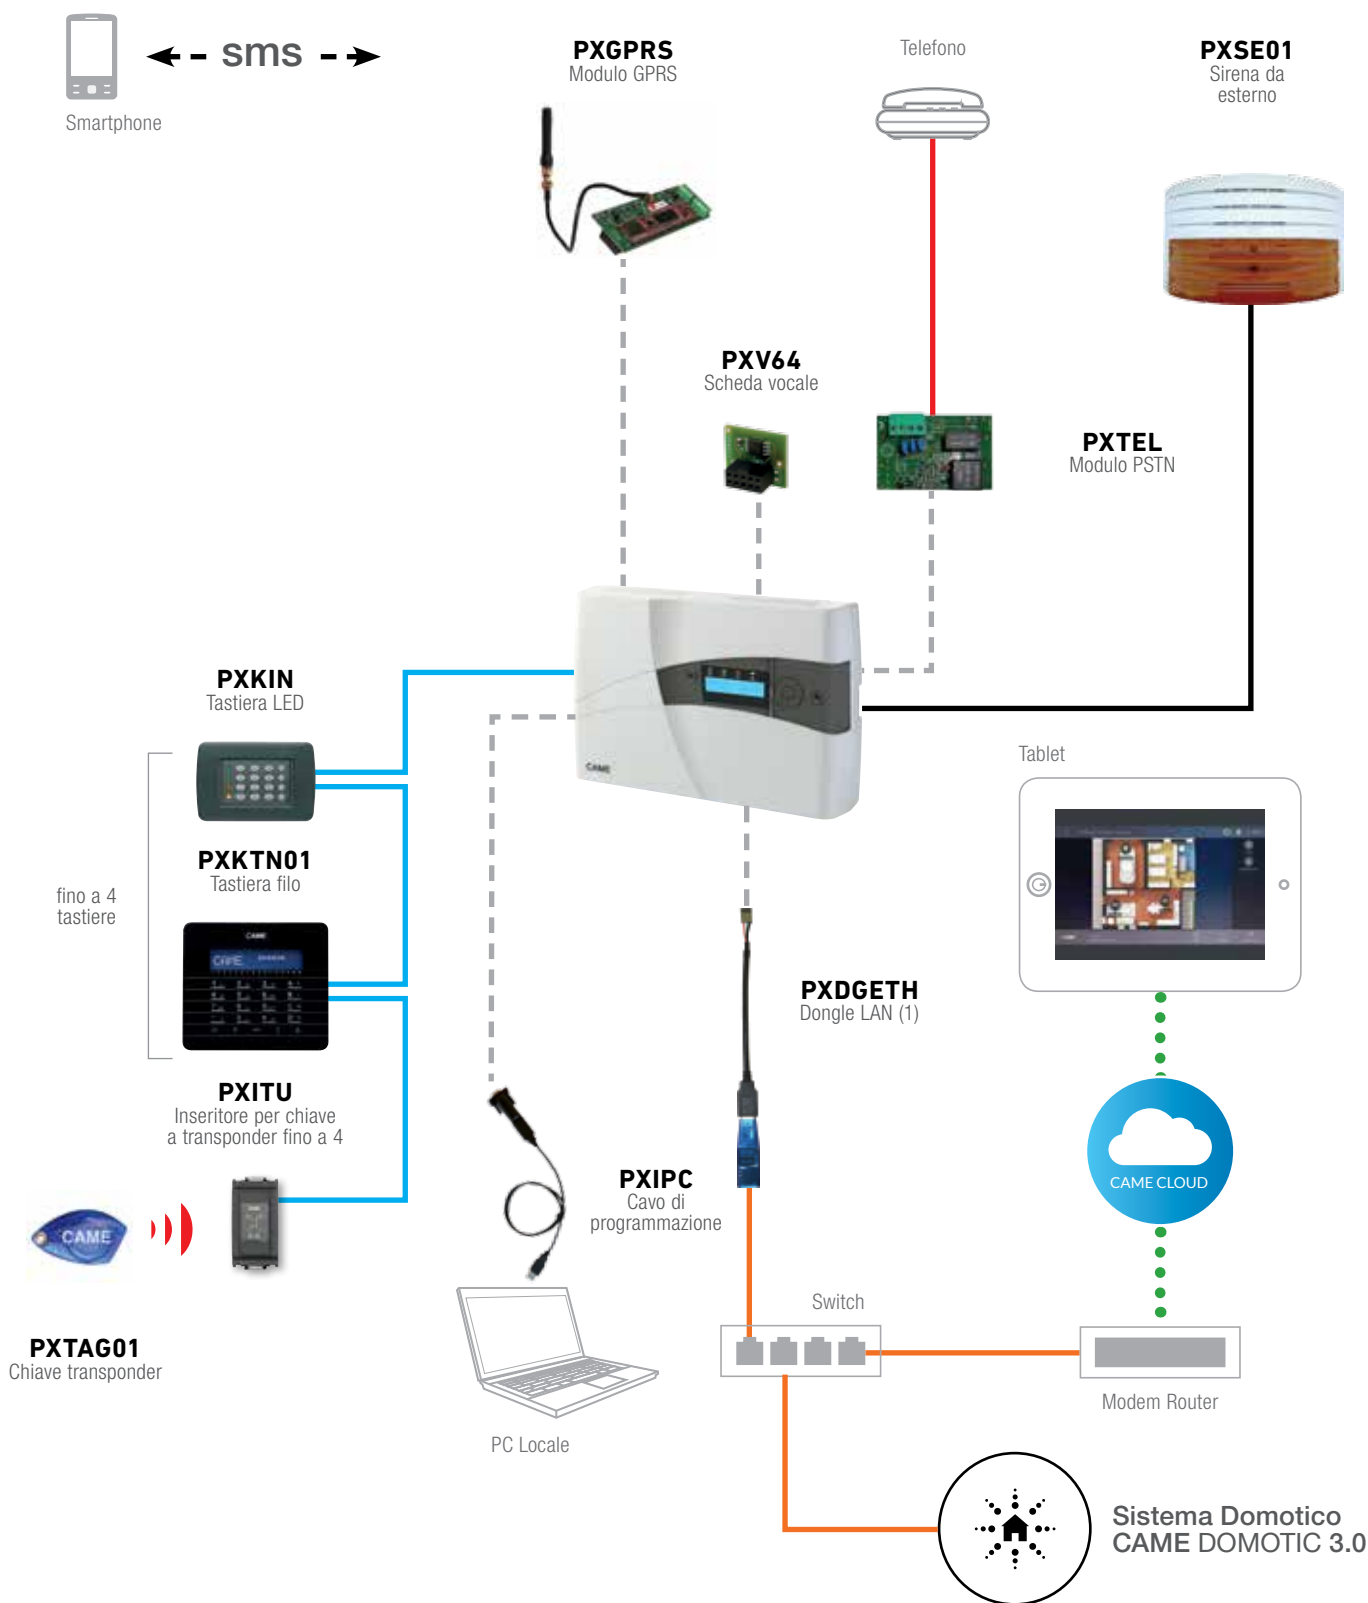 sms
Smartphone
PXGPRS
Modulo GPRS
Telefono
PXSE01
Sirena da
esterno
PXV64
Scheda vocale
PXTEL
Modulo PSTN
PXKIN
Tastiera LED
CAME
Tablet
PXKTN01
Tastiera filo
fino a 4
tastiere
CAME
CAME
PXDGETH
Dongle LAN (1)
PXITU
Inseritore per chiave
a transponder fino a 4
PXIPC
Cavo di
programmazione
CAME CLOUD
CAME
PXTAG01
Chiave transponder
Switch
Modem Router
PC Locale
Sistema Domotico
CAME DOMOTIC 3.0